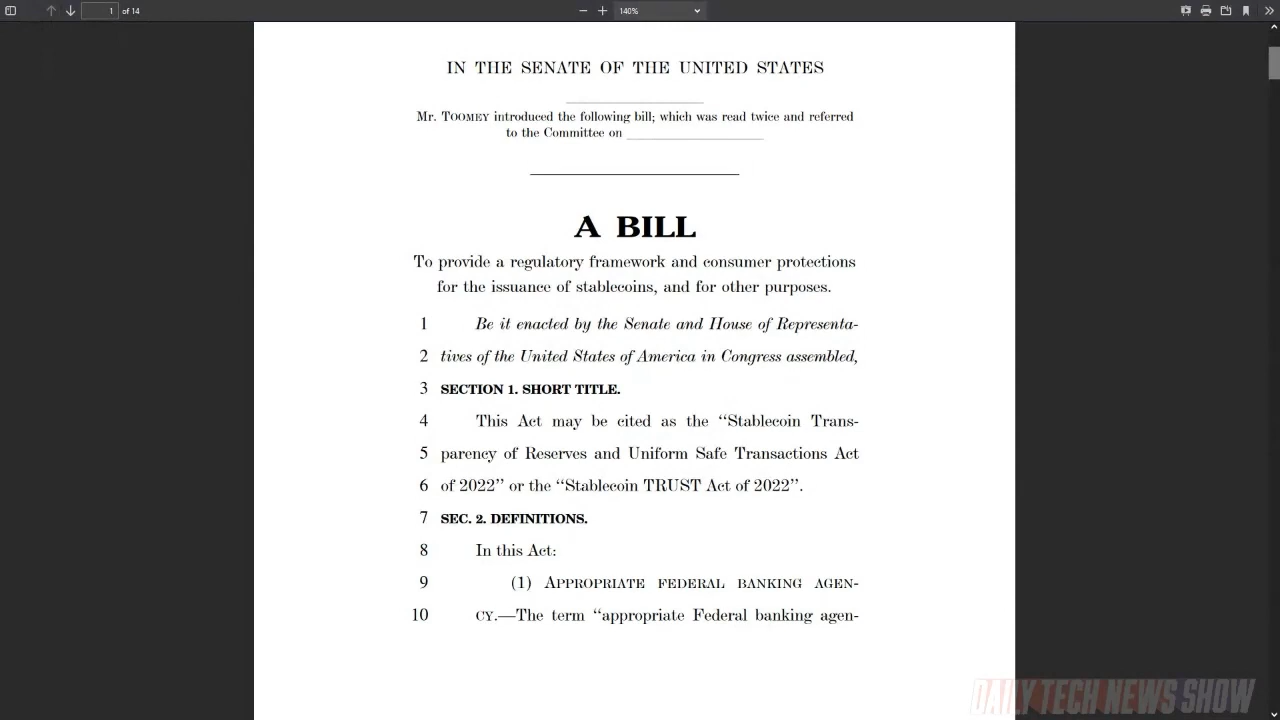 1 of 14
140%
IN THE SENATE OF THE UNITED STATES
Mr. TOOMEY introduced the following bill; which was read twice and referred
to the Committee on
A BILL
To provide a regulatory framework and consumer protections
for the issuance of stablecoins, and for other purposes.
1 Be it enacted by the Senate and House of Representa-
2 tives of the United States of America in Congress assembled,
3 SECTION 1. SHORT TITLE.
4 This Act may be cited as the ‘‘Stablecoin Trans-
5 parency of Reserves and Uniform Safe Transactions Act
6 of 2022’’ or the ‘‘Stablecoin TRUST Act of 2022’’.
7 SEC. 2. DEFINITIONS.
8 In this Act:
9 (1) APPROPRIATE FEDERAL BANKING AGEN-
10 CY.—The term ‘‘appropriate Federal banking agen-
DAILY TECH NEWS SHOW